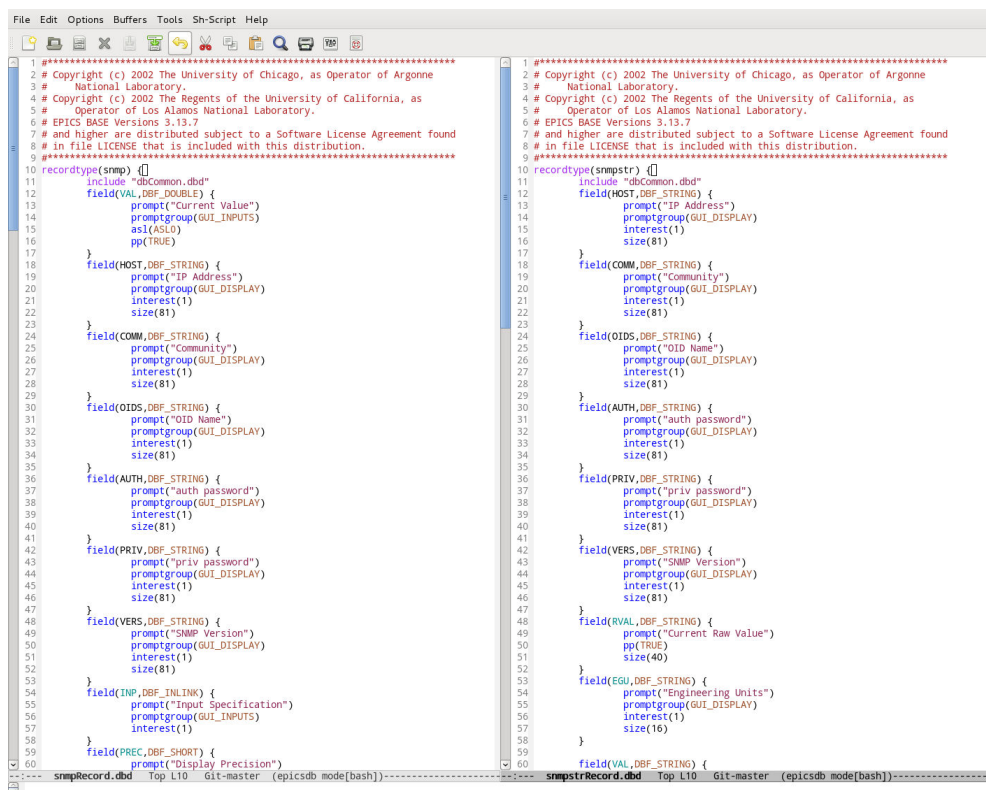 File Edit Options Buffers Tools Sh-Script Help
1 #*************************************************************************
2 # Copyright (c) 2002 The University of Chicago, as Operator of Argonne
3 #     National Laboratory.
4 # Copyright (c) 2002 The Regents of the University of California, as
5 #     Operator of Los Alamos National Laboratory.
6 # EPICS BASE Versions 3.13.7
7 # and higher are distributed subject to a Software License Agreement found
8 # in file LICENSE that is included with this distribution.
9 #*************************************************************************
10 recordtype(snmp) {
11         include "dbCommon.dbd"
12         field(VAL,DBF_DOUBLE) {
13                 prompt("Current Value")
14                 promptgroup(GUI_INPUTS)
15                 asl(ASL0)
16                 pp(TRUE)
17         }
18         field(HOST,DBF_STRING) {
19                 prompt("IP Address")
20                 promptgroup(GUI_DISPLAY)
21                 interest(1)
22                 size(81)
23         }
24         field(COMM,DBF_STRING) {
25                 prompt("Community")
26                 promptgroup(GUI_DISPLAY)
27                 interest(1)
28                 size(81)
29         }
30         field(OIDS,DBF_STRING) {
31                 prompt("OID Name")
32                 promptgroup(GUI_DISPLAY)
33                 interest(1)
34                 size(81)
35         }
36         field(AUTH,DBF_STRING) {
37                 prompt("auth password")
38                 promptgroup(GUI_DISPLAY)
39                 interest(1)
40                 size(81)
41         }
42         field(PRIV,DBF_STRING) {
43                 prompt("priv password")
44                 promptgroup(GUI_DISPLAY)
45                 interest(1)
46                 size(81)
47         }
48         field(VERS,DBF_STRING) {
49                 prompt("SNMP Version")
50                 promptgroup(GUI_DISPLAY)
51                 interest(1)
52                 size(81)
53         }
54         field(INP,DBF_INLINK) {
55                 prompt("Input Specification")
56                 promptgroup(GUI_INPUTS)
57                 interest(1)
58         }
59         field(PREC,DBF_SHORT) {
60                 prompt("Display Precision")
--:--- snmpRecord.dbd Top L10 Git-master (epicsdb mode[bash])---------------------
1 #*************************************************************************
2 # Copyright (c) 2002 The University of Chicago, as Operator of Argonne
3 #     National Laboratory.
4 # Copyright (c) 2002 The Regents of the University of California, as
5 #     Operator of Los Alamos National Laboratory.
6 # EPICS BASE Versions 3.13.7
7 # and higher are distributed subject to a Software License Agreement found
8 # in file LICENSE that is included with this distribution.
9 #*************************************************************************
10 recordtype(snmpstr) {
11         include "dbCommon.dbd"
12         field(HOST,DBF_STRING) {
13                 prompt("IP Address")
14                 promptgroup(GUI_DISPLAY)
15                 interest(1)
16                 size(81)
17         }
18         field(COMM,DBF_STRING) {
19                 prompt("Community")
20                 promptgroup(GUI_DISPLAY)
21                 interest(1)
22                 size(81)
23         }
24         field(OIDS,DBF_STRING) {
25                 prompt("OID Name")
26                 promptgroup(GUI_DISPLAY)
27                 interest(1)
28                 size(81)
29         }
30         field(AUTH,DBF_STRING) {
31                 prompt("auth password")
32                 promptgroup(GUI_DISPLAY)
33                 interest(1)
34                 size(81)
35         }
36         field(PRIV,DBF_STRING) {
37                 prompt("priv password")
38                 promptgroup(GUI_DISPLAY)
39                 interest(1)
40                 size(81)
41         }
42         field(VERS,DBF_STRING) {
43                 prompt("SNMP Version")
44                 promptgroup(GUI_DISPLAY)
45                 interest(1)
46                 size(81)
47         }
48         field(RVAL,DBF_STRING) {
49                 prompt("Current Raw Value")
50                 pp(TRUE)
51                 size(40)
52         }
53         field(EGU,DBF_STRING) {
54                 prompt("Engineering Units")
55                 promptgroup(GUI_DISPLAY)
56                 interest(1)
57                 size(16)
58         }
59
60         field(VAL,DBF_STRING) {
--:--- snmpstrRecord.dbd Top L10 Git-master (epicsdb mode[bash])-----------------